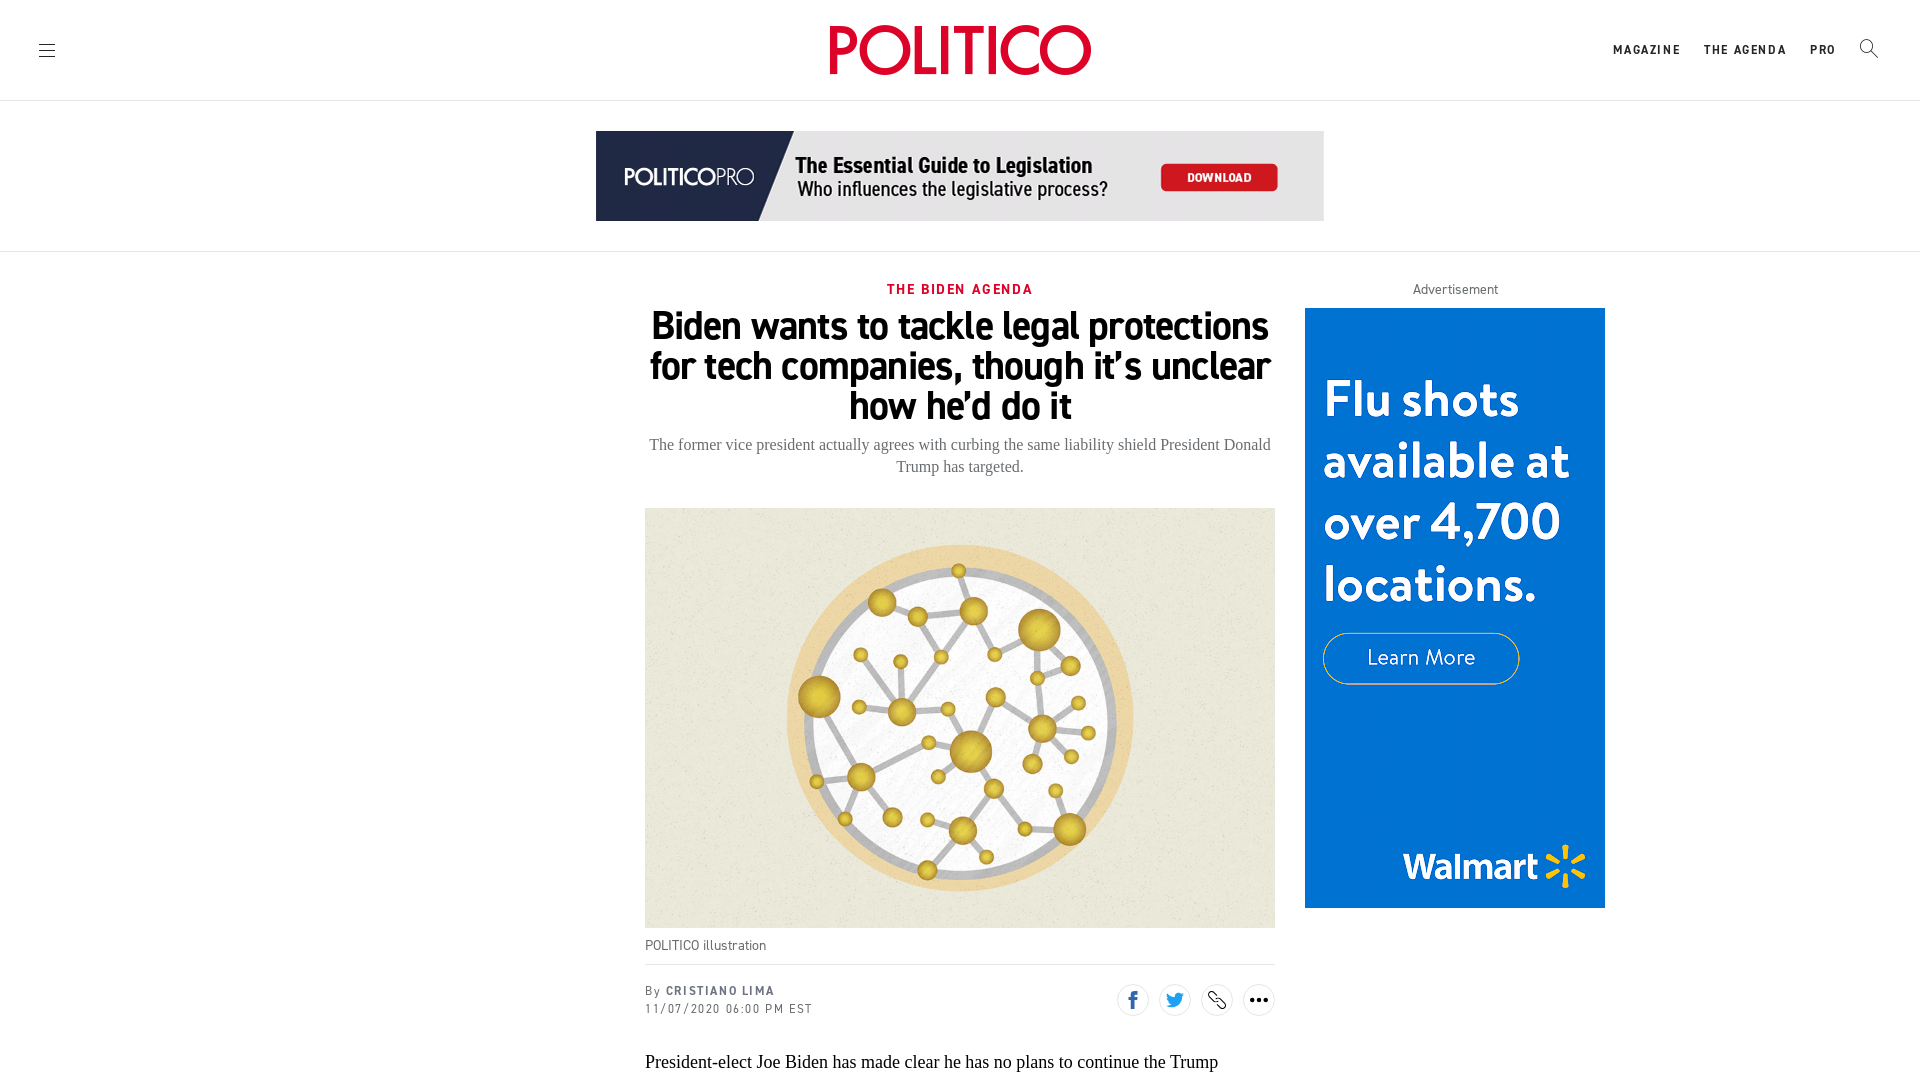 POLITICO
MAGAZINE THE AGENDA PRO
POLITICOPRO
The Essential Guide to Legislation
Who influences the legislative process?
DOWNLOAD
THE BIDEN AGENDA
Biden wants to tackle legal protections
for tech companies, though it’s unclear
how he’d do it
The former vice president actually agrees with curbing the same liability shield President Donald
Trump has targeted.
POLITICO illustration
By CRISTIANO LIMA
11/07/2020 06:00 PM EST
President-elect Joe Biden has made clear he has no plans to continue the Trump
Advertisement
Flu shots
available at
over 4,700
locations.
Learn More
Walmart